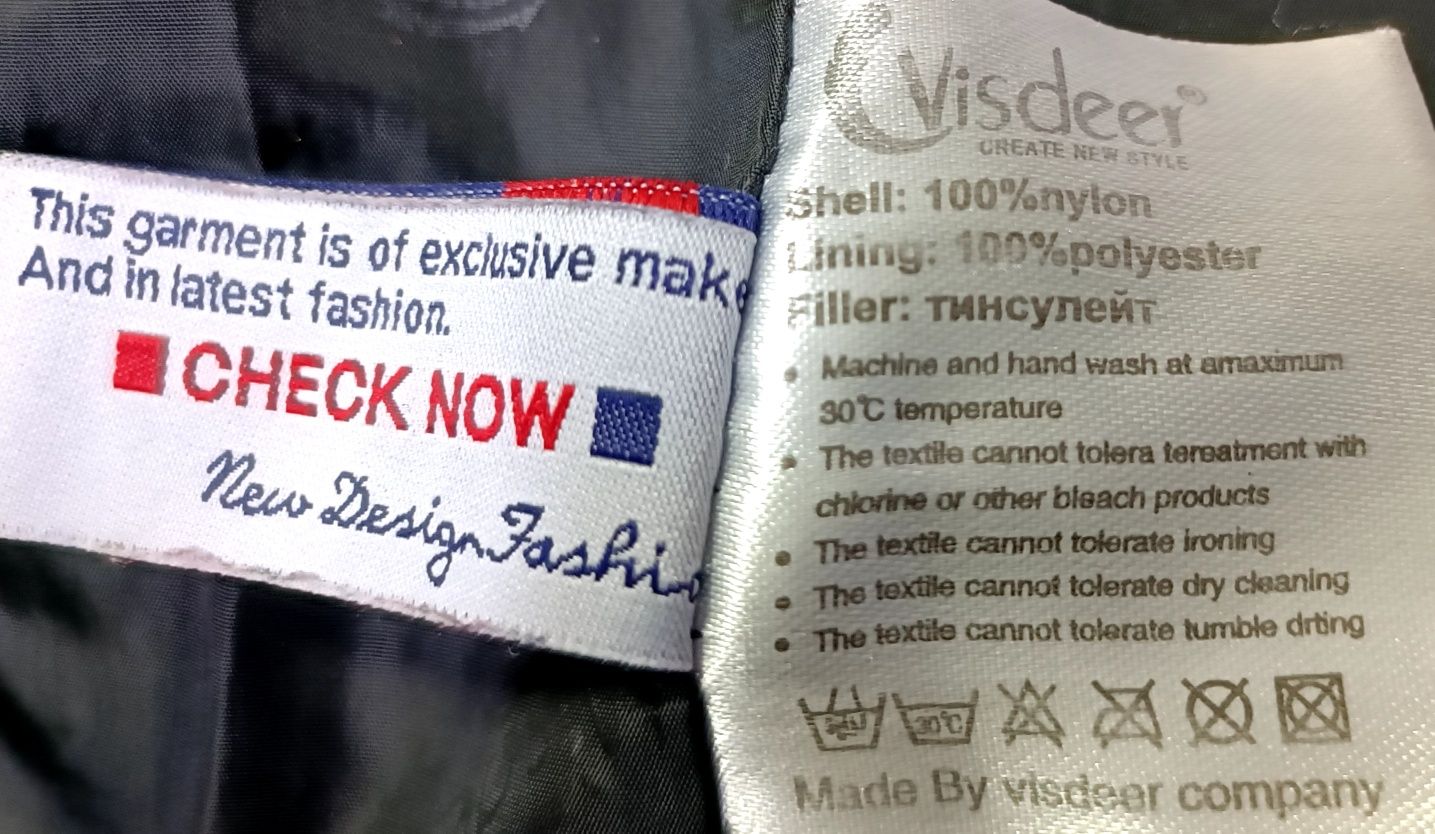 This garment is of exclusive make
And in latest fashion.
CHECK NOW
New Design Fashio
Visdeer®
CREATE NEW STYLE
Shell: 100%nylon
Lining: 100%polyester
Filler: тинсулейт
• Machine and hand wash at amaximum
30℃ temperature
• The textile cannot tolera tereatment with
chlorine or other bleach products
• The textile cannot tolerate ironing
• The textile cannot tolerate dry cleaning
• The textile cannot tolerate tumble drting
30℃
Made By visdeer company